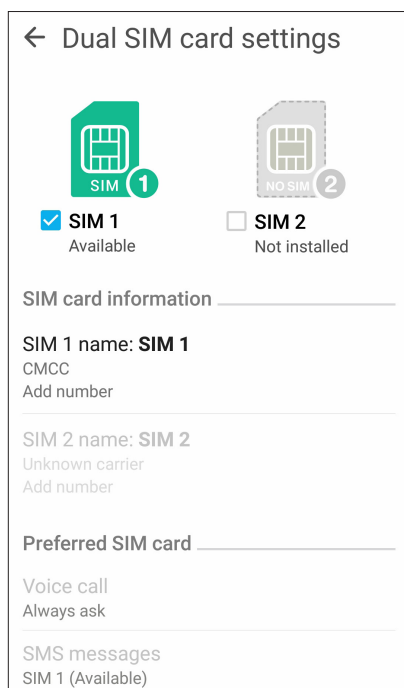 Dual SIM card settings
SIM 1
NO SIM 2
SIM 1
Available
SIM 2
Not installed
SIM card information
SIM 1 name: SIM 1
CMCC
Add number
SIM 2 name: SIM 2
Unknown carrier
Add number
Preferred SIM card
Voice call
Always ask
SMS messages
SIM 1 (Available)